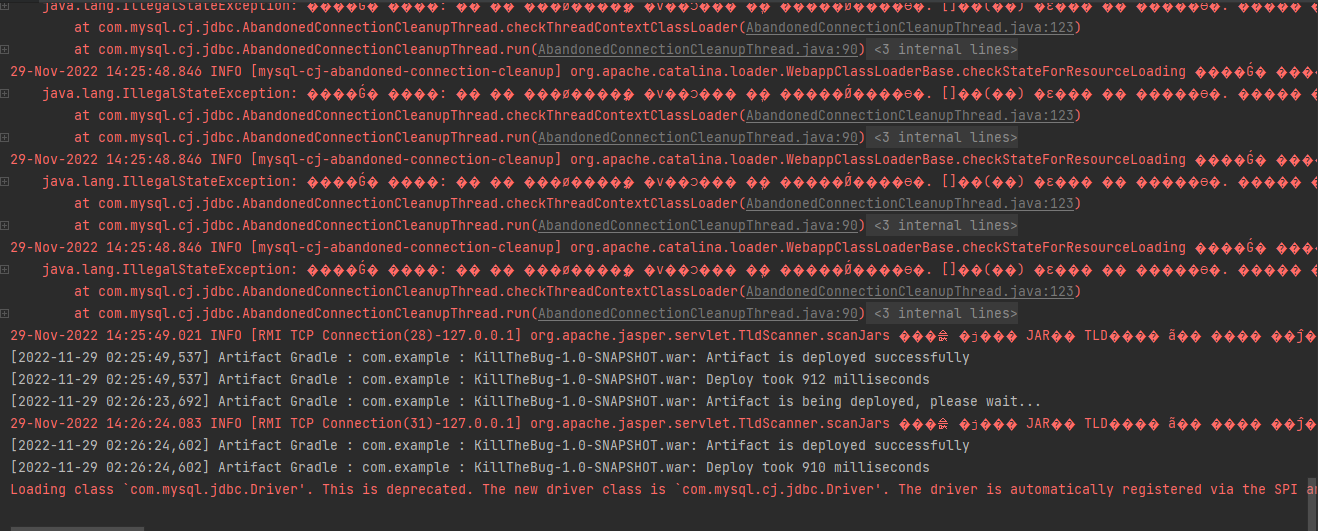 java.lang.IllegalStateException:
at com.mysql.cj.jdbc.AbandonedConnectionCleanupThread.checkThreadContextClassLoader(AbandonedConnectionCleanupThread.java:123)
at com.mysql.cj.jdbc.AbandonedConnectionCleanupThread.run(AbandonedConnectionCleanupThread.java:90) <3 internal lines>
29-Nov-2022 14:25:48.846 INFO [mysql-cj-abandoned-connection-cleanup] org.apache.catalina.loader.WebappClassLoaderBase.checkStateForResourceLoading
java.lang.IllegalStateException:
at com.mysql.cj.jdbc.AbandonedConnectionCleanupThread.checkThreadContextClassLoader(AbandonedConnectionCleanupThread.java:123)
at com.mysql.cj.jdbc.AbandonedConnectionCleanupThread.run(AbandonedConnectionCleanupThread.java:90) <3 internal lines>
29-Nov-2022 14:25:48.846 INFO [mysql-cj-abandoned-connection-cleanup] org.apache.catalina.loader.WebappClassLoaderBase.checkStateForResourceLoading
java.lang.IllegalStateException:
at com.mysql.cj.jdbc.AbandonedConnectionCleanupThread.checkThreadContextClassLoader(AbandonedConnectionCleanupThread.java:123)
at com.mysql.cj.jdbc.AbandonedConnectionCleanupThread.run(AbandonedConnectionCleanupThread.java:90) <3 internal lines>
29-Nov-2022 14:25:48.846 INFO [mysql-cj-abandoned-connection-cleanup] org.apache.catalina.loader.WebappClassLoaderBase.checkStateForResourceLoading
java.lang.IllegalStateException:
at com.mysql.cj.jdbc.AbandonedConnectionCleanupThread.checkThreadContextClassLoader(AbandonedConnectionCleanupThread.java:123)
at com.mysql.cj.jdbc.AbandonedConnectionCleanupThread.run(AbandonedConnectionCleanupThread.java:90) <3 internal lines>
29-Nov-2022 14:25:49.021 INFO [RMI TCP Connection(28)-127.0.0.1] org.apache.jasper.servlet.TldScanner.scanJars JAR TLD
[2022-11-29 02:25:49,537] Artifact Gradle : com.example : KillTheBug-1.0-SNAPSHOT.war: Artifact is deployed successfully
[2022-11-29 02:25:49,537] Artifact Gradle : com.example : KillTheBug-1.0-SNAPSHOT.war: Deploy took 912 milliseconds
[2022-11-29 02:26:23,692] Artifact Gradle : com.example : KillTheBug-1.0-SNAPSHOT.war: Artifact is being deployed, please wait...
29-Nov-2022 14:26:24.083 INFO [RMI TCP Connection(31)-127.0.0.1] org.apache.jasper.servlet.TldScanner.scanJars JAR TLD
[2022-11-29 02:26:24,602] Artifact Gradle : com.example : KillTheBug-1.0-SNAPSHOT.war: Artifact is deployed successfully
[2022-11-29 02:26:24,602] Artifact Gradle : com.example : KillTheBug-1.0-SNAPSHOT.war: Deploy took 910 milliseconds
Loading class `com.mysql.jdbc.Driver'. This is deprecated. The new driver class is `com.mysql.cj.jdbc.Driver'. The driver is automatically registered via the SPI